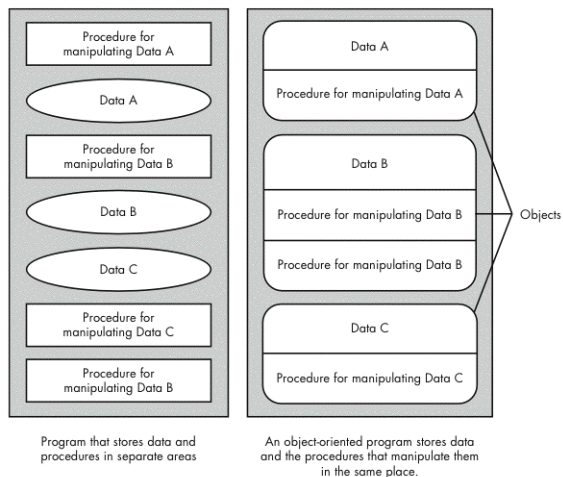 Procedure for
manipulating Data A
Data A
Procedure for
manipulating Data B
Data B
Data C
Procedure for
manipulating Data C
Procedure for
manipulating Data B
Program that stores data and
procedures in separate areas
Data A
Procedure for manipulating Data A
Data B
Procedure for manipulating Data B
Procedure for manipulating Data B
Data C
Procedure for manipulating Data C
Objects
An object-oriented program stores data
and the procedures that manipulate them
in the same place.